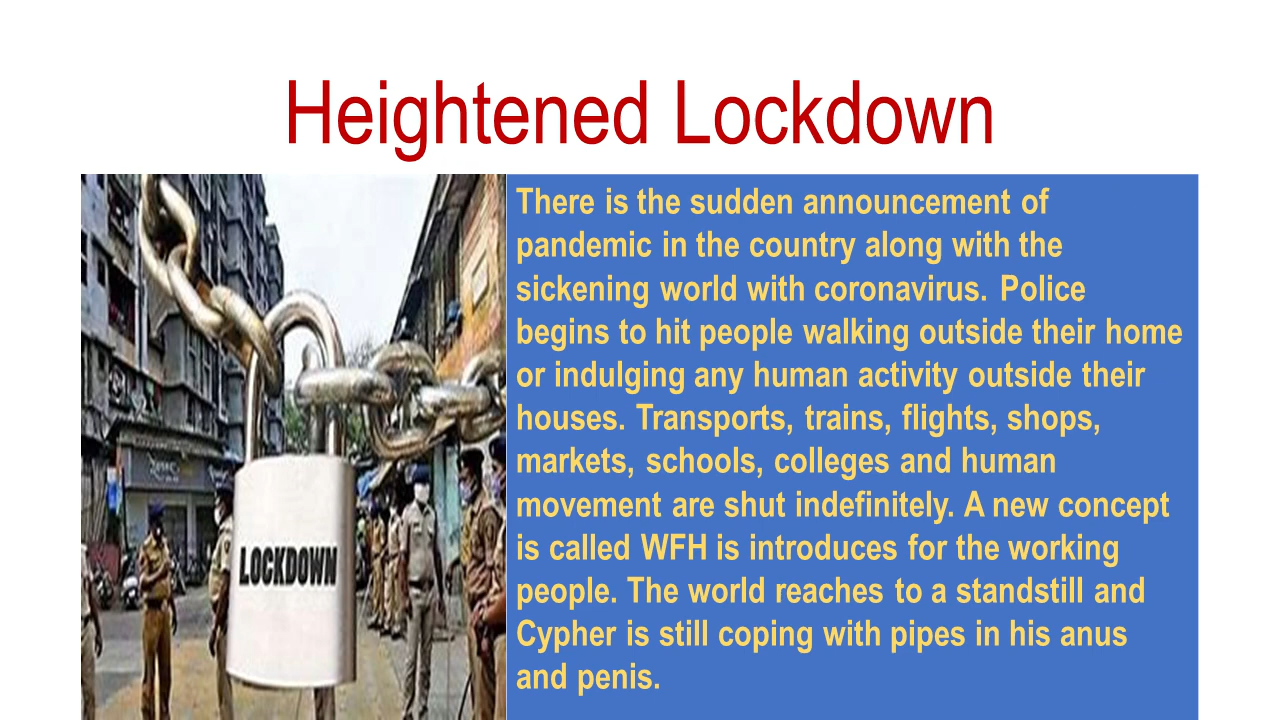 Heightened Lockdown
There is the sudden announcement of
pandemic in the country along with the
sickening world with coronavirus. Police
begins to hit people walking outside their home
or indulging any human activity outside their
houses. Transports, trains, flights, shops,
markets, schools, colleges and human
movement are shut indefinitely. A new concept
is called WFH is introduces for the working
people. The world reaches to a standstill and
Cypher is still coping with pipes in his anus
and penis.
LOCKDOWN